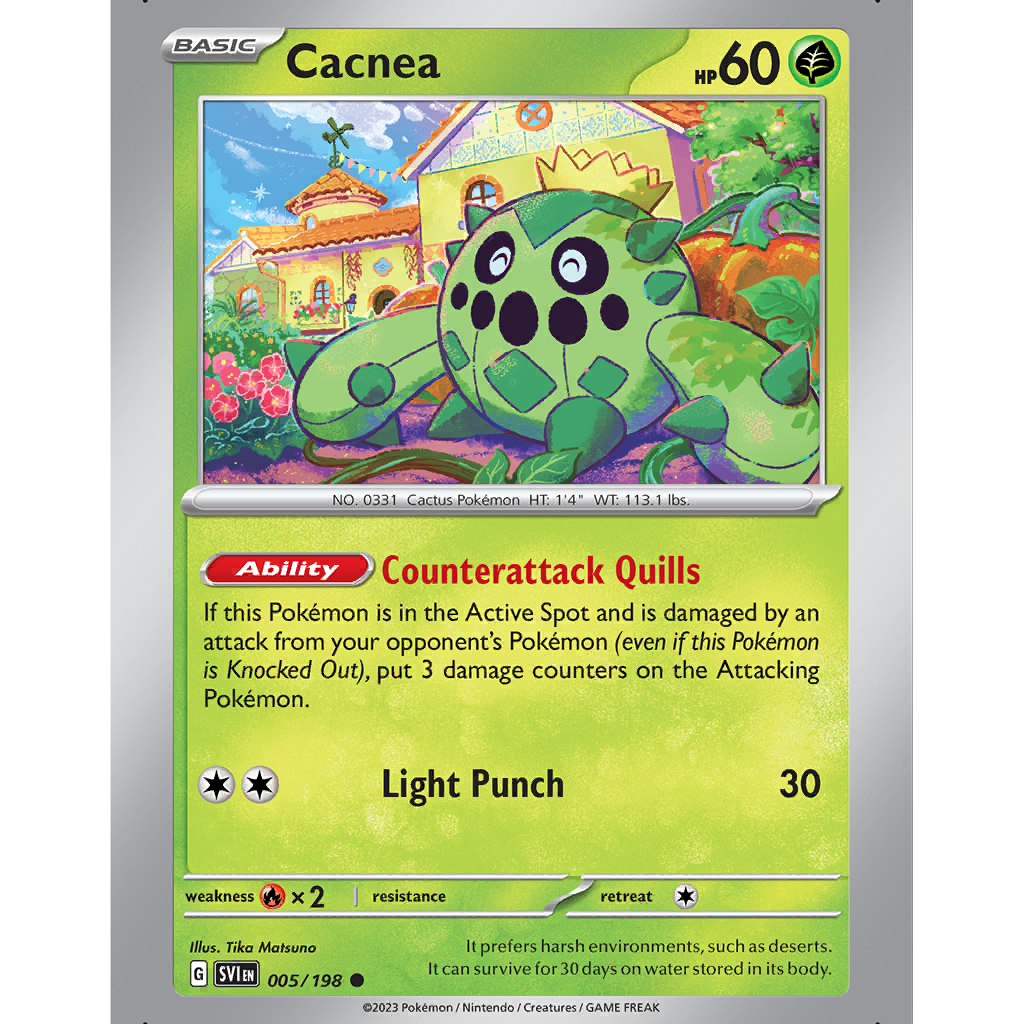 BASIC
Cacnea
HP 60
NO. 0331 Cactus Pokémon HT: 1'4" WT: 113.1 lbs.
Ability Counterattack Quills
If this Pokémon is in the Active Spot and is damaged by an
attack from your opponent's Pokémon (even if this Pokémon
is Knocked Out), put 3 damage counters on the Attacking
Pokémon.
Light Punch 30
weakness ×2 resistance retreat
Illus. Tika Matsuno
It prefers harsh environments, such as deserts.
It can survive for 30 days on water stored in its body.
G SVI EN 005/198
©2023 Pokémon / Nintendo / Creatures / GAME FREAK